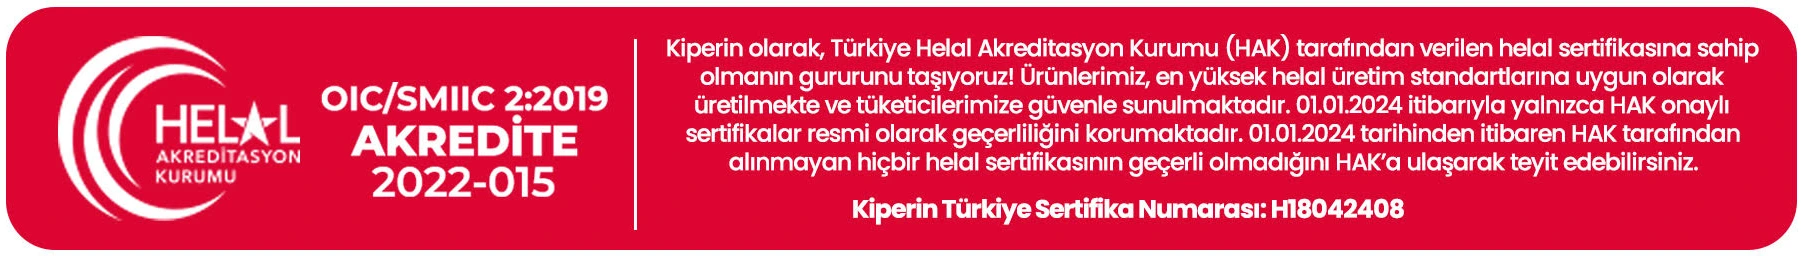 HELAL
AKREDİTASYON
KURUMU
OIC/SMIIC 2:2019
AKREDİTE
2022-015
Kiperin olarak, Türkiye Helal Akreditasyon Kurumu (HAK) tarafından verilen helal sertifikasına sahip
olmanın gururunu taşıyoruz! Ürünlerimiz, en yüksek helal üretim standartlarına uygun olarak
üretilmekte ve tüketicilerimize güvenle sunulmaktadır. 01.01.2024 itibarıyla yalnızca HAK onaylı
sertifikalar resmi olarak geçerliliğini korumaktadır. 01.01.2024 tarihinden itibaren HAK tarafından
alınmayan hiçbir helal sertifikasının geçerli olmadığını HAK’a ulaşarak teyit edebilirsiniz.
Kiperin Türkiye Sertifika Numarası: H18042408